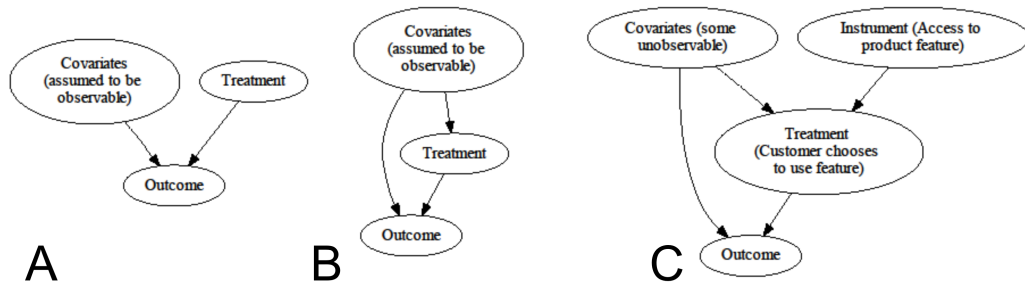 Covariates
(assumed to be
observable)
Treatment
Outcome
A
Covariates
(assumed to be
observable)
Treatment
Outcome
B
Covariates (some
unobservable)
Instrument (Access to
product feature)
Treatment
(Customer chooses
to use feature)
Outcome
C